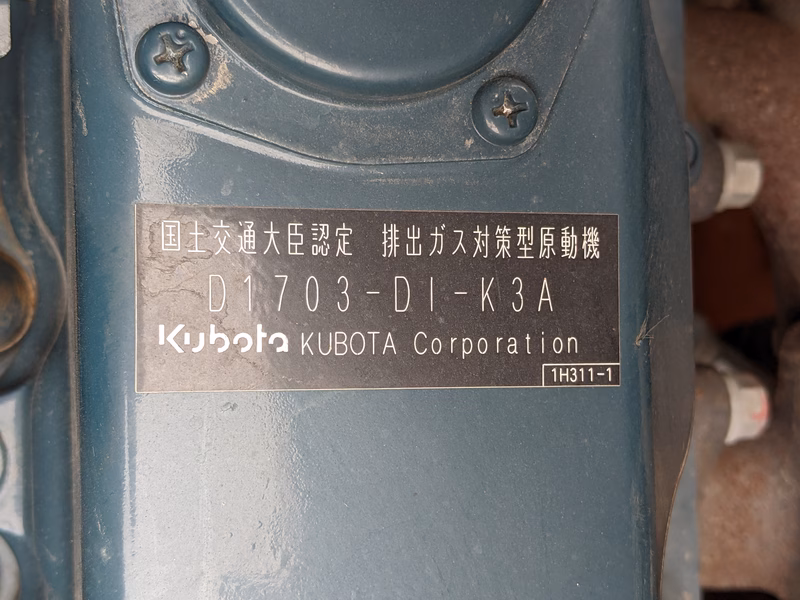 国土交通大臣認定 排出ガス対策型原動機
D1703-DI-K3A
Kubota KUBOTA Corporation
1H311-1